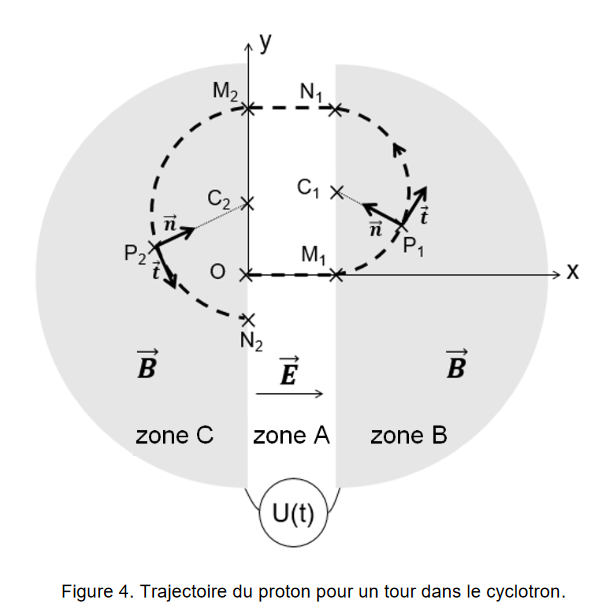 y
M₂
N₁
C₂
C₁
n⃗
t⃗
n⃗
P₂
P₁
t⃗
O
M₁
x
N₂
B⃗
E⃗
B⃗
zone C
zone A
zone B
U(t)
Figure 4. Trajectoire du proton pour un tour dans le cyclotron.